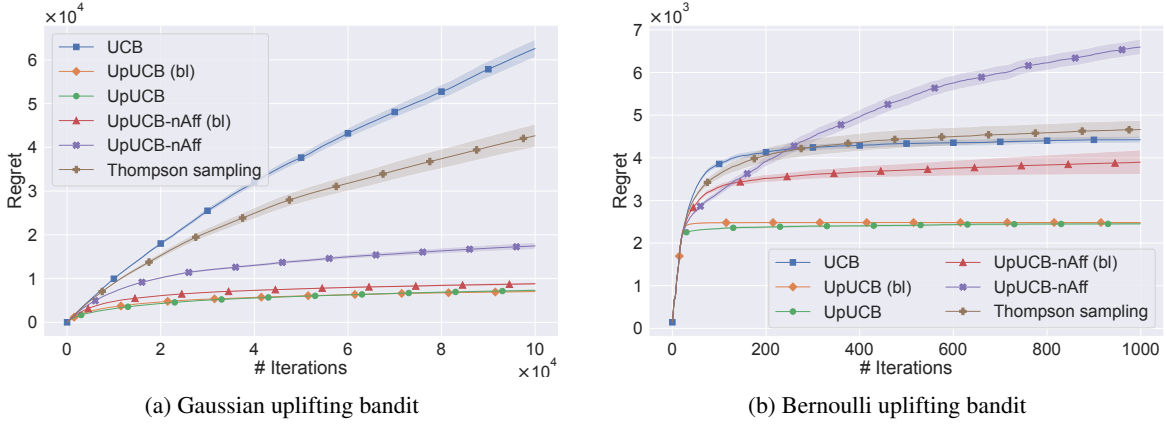 ×10⁴
6
5
4
3
2
1
0
Regret
UCB
UpUCB (bl)
UpUCB
UpUCB-nAff (bl)
UpUCB-nAff
Thompson sampling
0 2 4 6 8 10
# Iterations
×10⁴
(a) Gaussian uplifting bandit
×10³
7
6
5
4
3
2
1
0
Regret
UCB
UpUCB (bl)
UpUCB
UpUCB-nAff (bl)
UpUCB-nAff
Thompson sampling
0 200 400 600 800 1000
# Iterations
(b) Bernoulli uplifting bandit